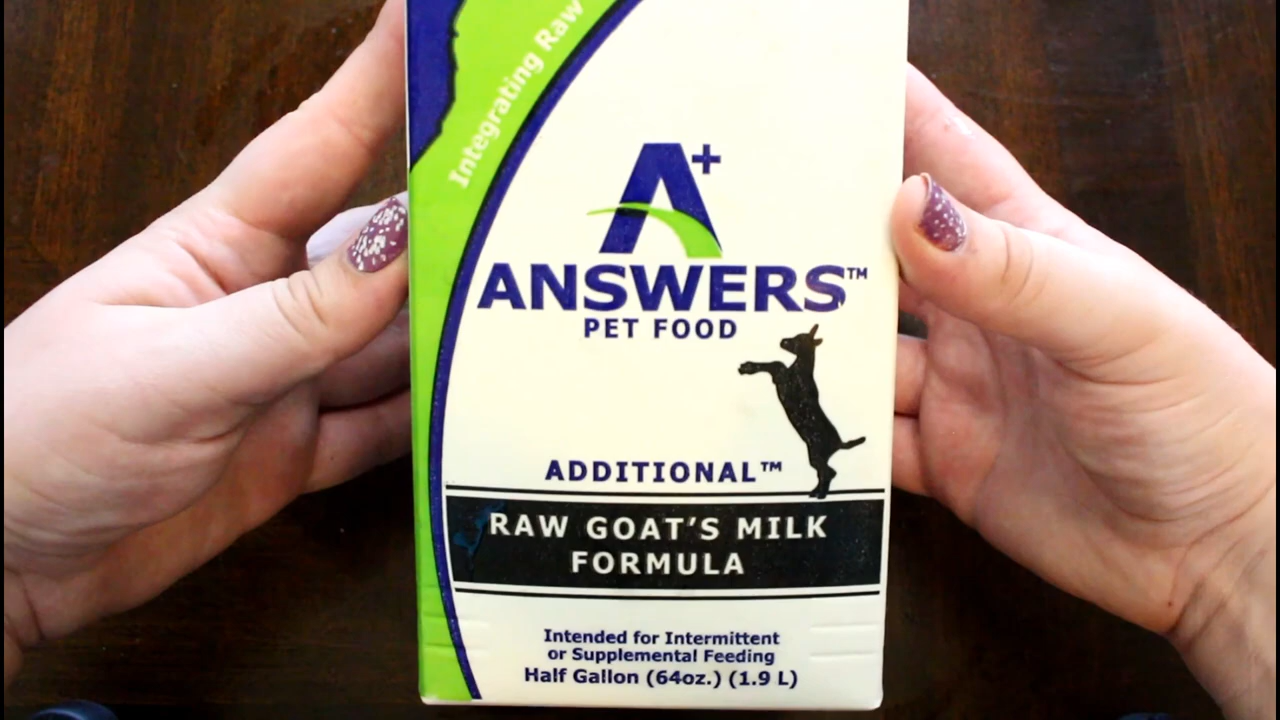 Integrating Raw
A+
ANSWERS™
PET FOOD
ADDITIONAL™
RAW GOAT'S MILK
FORMULA
Intended for Intermittent
or Supplemental Feeding
Half Gallon (64oz.) (1.9 L)